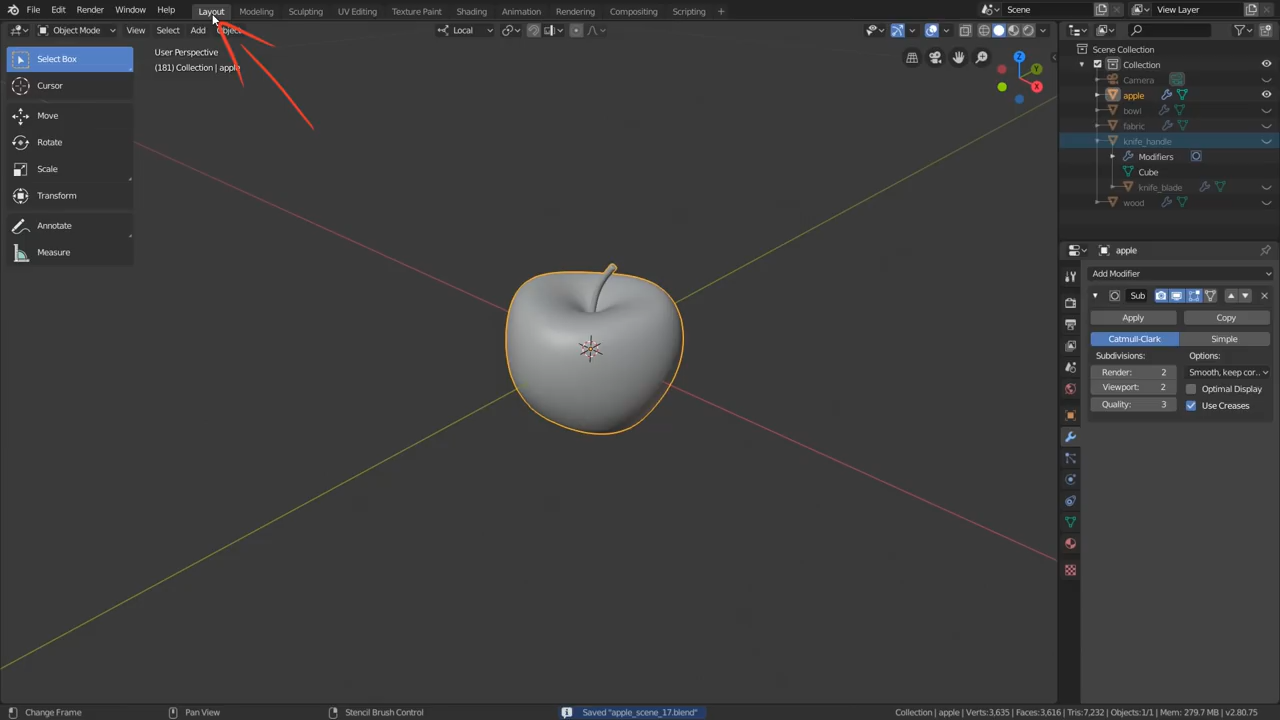 File Edit Render Window Help Layout Modeling Sculpting UV Editing Texture Paint Shading Animation Rendering Compositing Scripting + Scene View Layer
Object Mode View Select Add Object Local
User Perspective
(181) Collection | apple
Select Box
Cursor
Move
Rotate
Scale
Transform
Annotate
Measure
Z
Y
X
Scene Collection
Collection
Camera
apple
bowl
fabric
knife_handle
Modifiers
Cube
knife_blade
wood
apple
Add Modifier
Sub
Apply Copy
Catmull-Clark Simple
Subdivisions: Options:
Render: 2 Smooth, keep cor..
Viewport: 2 Optimal Display
Quality: 3 Use Creases
Change Frame Pan View Stencil Brush Control Saved "apple_scene_17.blend" Collection | apple | Verts:3,635 | Faces:3,616 | Tris:7,232 | Objects:1/1 | Mem: 279.7 MB | v2.80.75